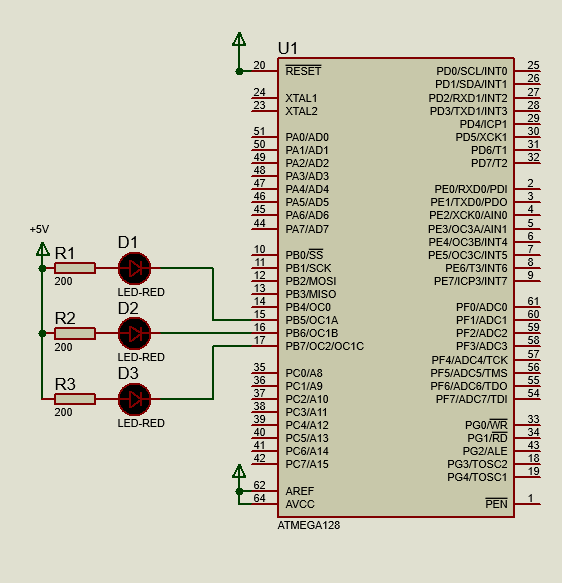 U1
20 RESET PD0/SCL/INT0 25
PD1/SDA/INT1 26
24 XTAL1 PD2/RXD1/INT2 27
23 XTAL2 PD3/TXD1/INT3 28
PD4/ICP1 29
51 PA0/AD0 PD5/XCK1 30
50 PA1/AD1 PD6/T1 31
49 PA2/AD2 PD7/T2 32
48 PA3/AD3
47 PA4/AD4 PE0/RXD0/PDI 2
46 PA5/AD5 PE1/TXD0/PDO 3
45 PA6/AD6 PE2/XCK0/AIN0 4
44 PA7/AD7 PE3/OC3A/AIN1 5
PE4/OC3B/INT4 6
10 PB0/SS PE5/OC3C/INT5 7
11 PB1/SCK PE6/T3/INT6 8
12 PB2/MOSI PE7/ICP3/INT7 9
13 PB3/MISO
14 PB4/OC0 PF0/ADC0 61
15 PB5/OC1A PF1/ADC1 60
16 PB6/OC1B PF2/ADC2 59
17 PB7/OC2/OC1C PF3/ADC3 58
PF4/ADC4/TCK 57
35 PC0/A8 PF5/ADC5/TMS 56
36 PC1/A9 PF6/ADC6/TDO 55
37 PC2/A10 PF7/ADC7/TDI 54
38 PC3/A11
39 PC4/A12 PG0/WR 33
40 PC5/A13 PG1/RD 34
41 PC6/A14 PG2/ALE 43
42 PC7/A15 PG3/TOSC2 18
PG4/TOSC1 19
62 AREF
64 AVCC PEN 1
ATMEGA128
+5V
R1 D1
200 LED-RED
R2 D2
200 LED-RED
R3 D3
200 LED-RED